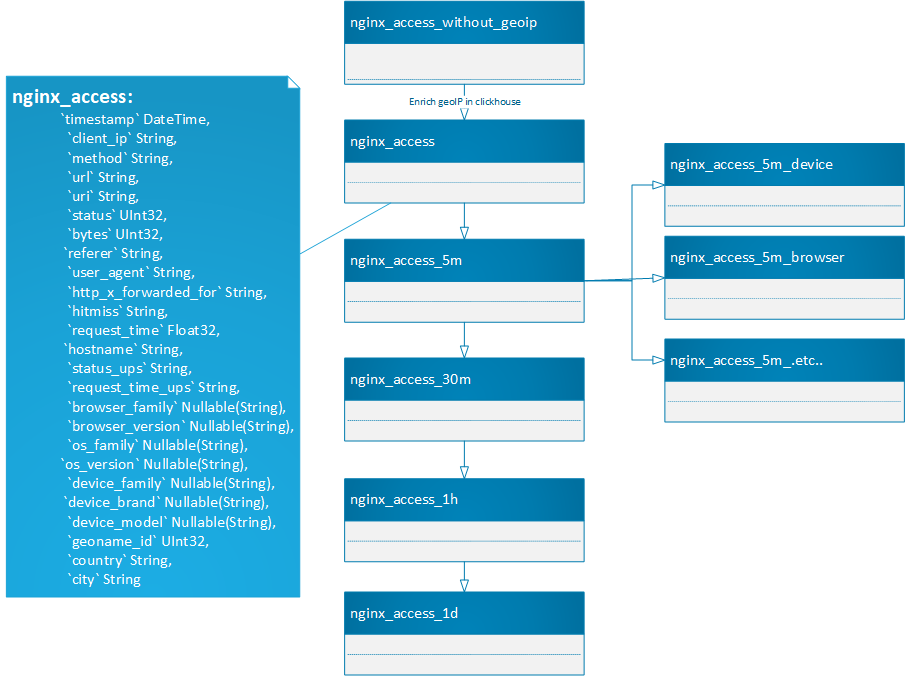 nginx_access_without_geoip
Enrich geoIP in clickhouse
nginx_access:
`timestamp` DateTime,
`client_ip` String,
`method` String,
`url` String,
`uri` String,
`status` UInt32,
`bytes` UInt32,
`referer` String,
`user_agent` String,
`http_x_forwarded_for` String,
`hitmiss` String,
`request_time` Float32,
`hostname` String,
`status_ups` String,
`request_time_ups` String,
`browser_family` Nullable(String),
`browser_version` Nullable(String),
`os_family` Nullable(String),
`os_version` Nullable(String),
`device_family` Nullable(String),
`device_brand` Nullable(String),
`device_model` Nullable(String),
`geoname_id` UInt32,
`country` String,
`city` String
nginx_access
nginx_access_5m
nginx_access_30m
nginx_access_1h
nginx_access_1d
nginx_access_5m_device
nginx_access_5m_browser
nginx_access_5m_.etc..